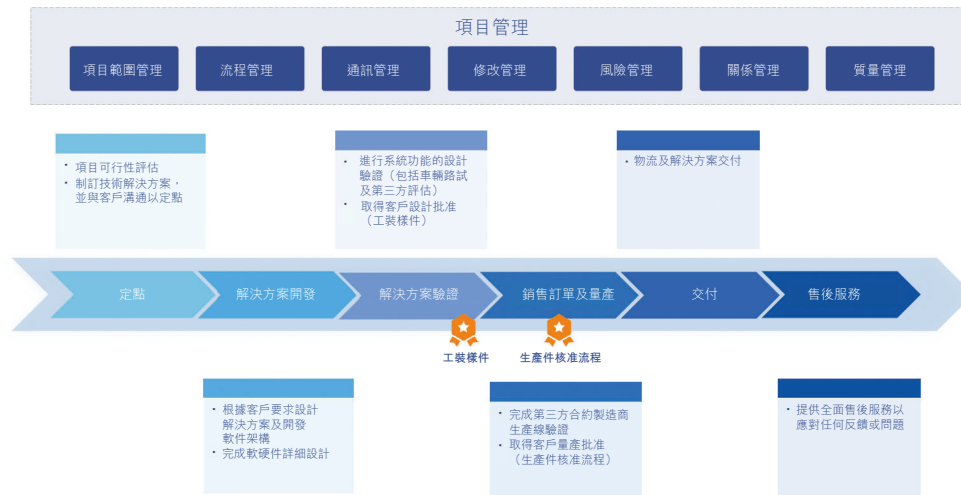 項目管理
項目範圍管理
流程管理
通訊管理
修改管理
風險管理
關係管理
質量管理
• 項目可行性評估
• 制訂技術解決方案，
並與客戶溝通以定點
• 進行系統功能的設計
驗證（包括車輛路試
及第三方評估）
• 取得客戶設計批准
（工裝樣件）
• 物流及解決方案交付
定點
解決方案開發
解決方案驗證
銷售訂單及量產
交付
售後服務
工裝樣件
生產件核准流程
• 根據客戶要求設計
解決方案及開發
軟件架構
• 完成軟硬件詳細設計
• 完成第三方合約製造商
生產線驗證
• 取得客戶量產批准
（生產件核准流程）
• 提供全面售後服務以
應對任何反饋或問題